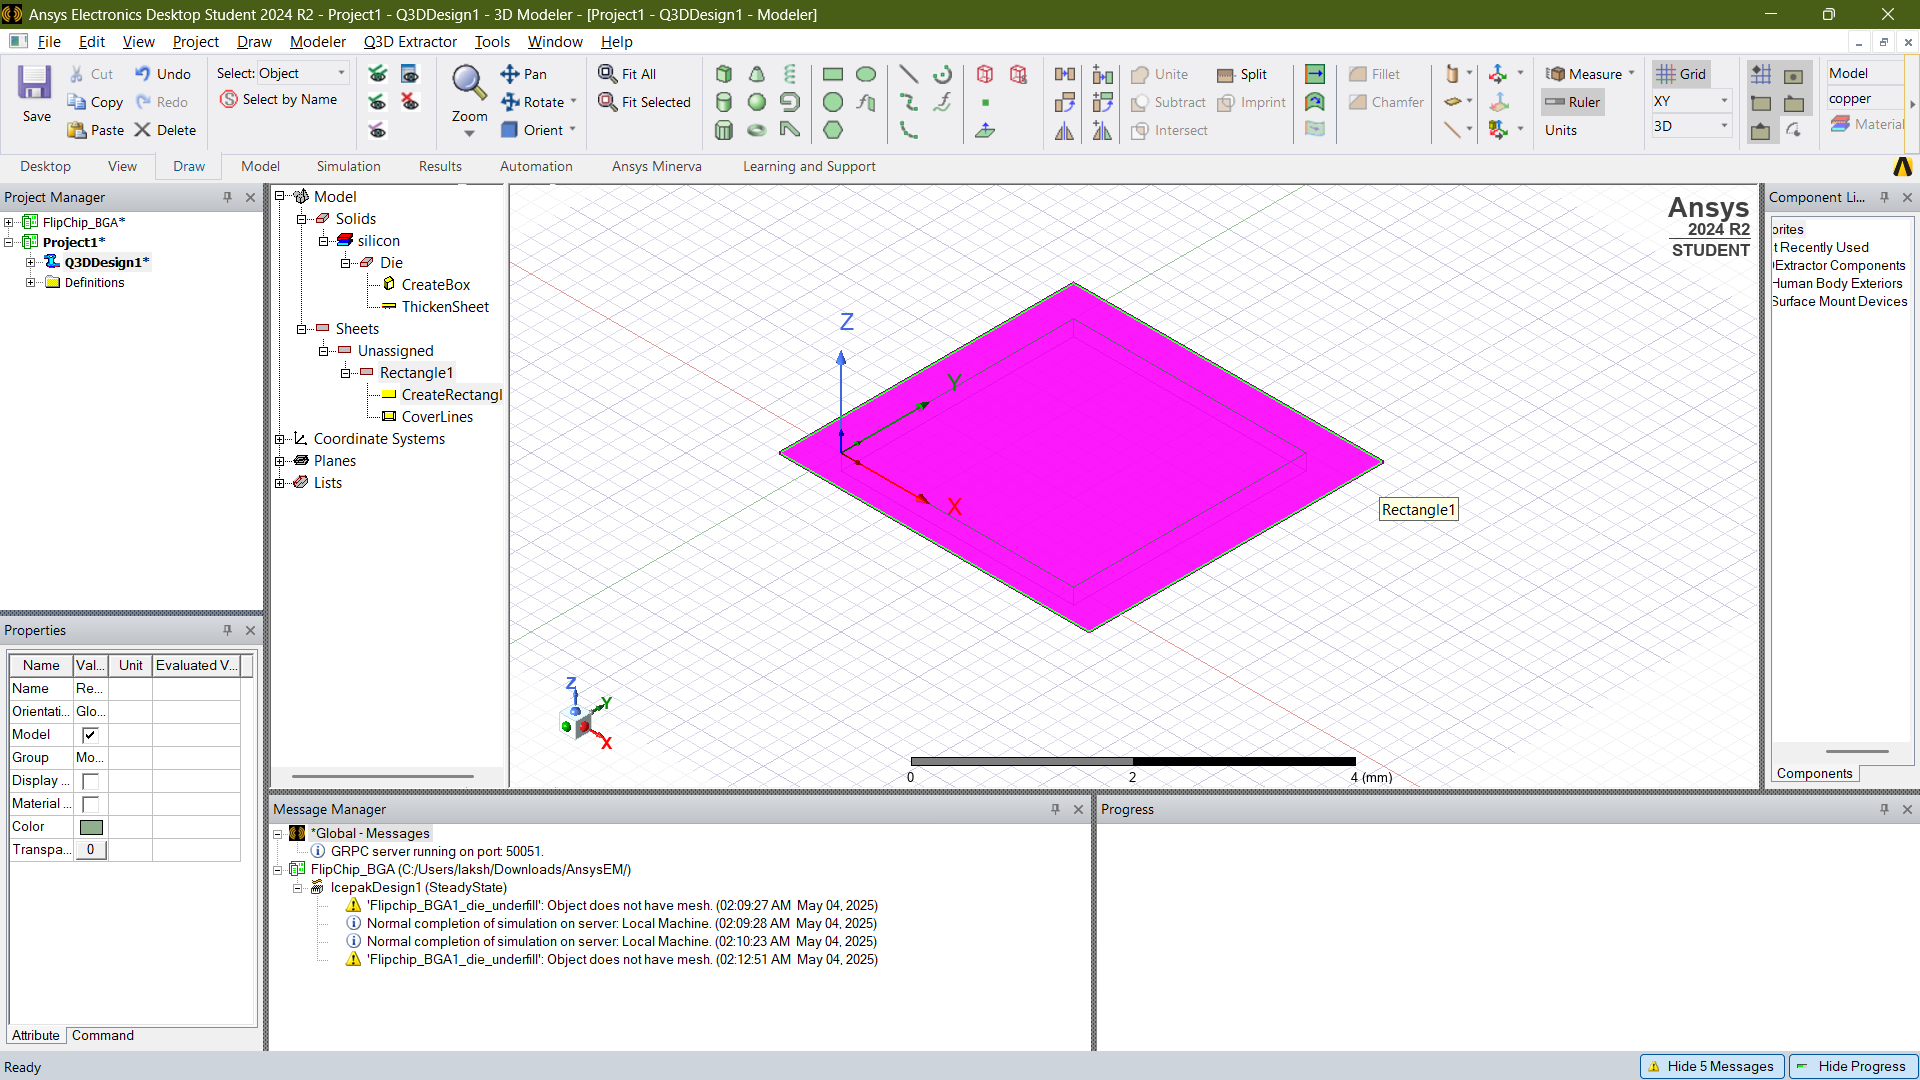 Ansys Electronics Desktop Student 2024 R2 - Project1 - Q3DDesign1 - 3D Modeler - [Project1 - Q3DDesign1 - Modeler]
File Edit View Project Draw Modeler Q3D Extractor Tools Window Help
Save
Cut
Copy
Paste
Undo
Redo
Delete
Select: Object
Select by Name
Zoom
Pan
Rotate
Orient
Fit All
Fit Selected
Unite
Subtract
Intersect
Split
Imprint
Fillet
Chamfer
Measure
Ruler
Units
Grid
XY
3D
Model
copper
Material
Desktop View Draw Model Simulation Results Automation Ansys Minerva Learning and Support
Project Manager
FlipChip_BGA*
Project1*
Q3DDesign1*
Definitions
Model
Solids
silicon
Die
CreateBox
ThickenSheet
Sheets
Unassigned
Rectangle1
CreateRectangl
CoverLines
Coordinate Systems
Planes
Lists
Ansys
2024 R2
STUDENT
Z
Y
X
Rectangle1
Z
Y
X
0 2 4 (mm)
Component Li...
orites
t Recently Used
Extractor Components
Human Body Exteriors
Surface Mount Devices
Components
Properties
Name Val... Unit Evaluated V...
Name Re...
Orientati... Glo...
Model
Group Mo...
Display ...
Material ...
Color
Transpa... 0
Attribute Command
Message Manager
*Global - Messages
GRPC server running on port: 50051.
FlipChip_BGA (C:/Users/laksh/Downloads/AnsysEM/)
IcepakDesign1 (SteadyState)
'Flipchip_BGA1_die_underfill': Object does not have mesh. (02:09:27 AM May 04, 2025)
Normal completion of simulation on server: Local Machine. (02:09:28 AM May 04, 2025)
Normal completion of simulation on server: Local Machine. (02:10:23 AM May 04, 2025)
'Flipchip_BGA1_die_underfill': Object does not have mesh. (02:12:51 AM May 04, 2025)
Progress
Ready
Hide 5 Messages
Hide Progress